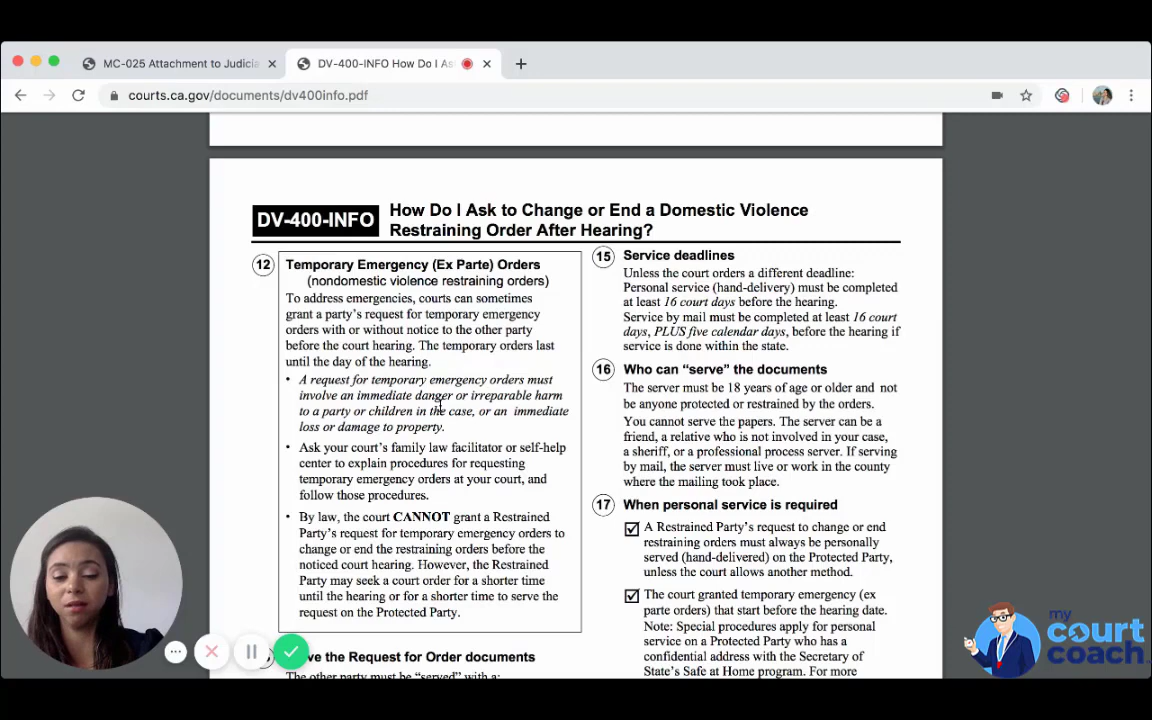 MC-025 Attachment to Judicia
DV-400-INFO How Do I As
courts.ca.gov/documents/dv400info.pdf
DV-400-INFO
How Do I Ask to Change or End a Domestic Violence
Restraining Order After Hearing?
12
Temporary Emergency (Ex Parte) Orders
(nondomestic violence restraining orders)
To address emergencies, courts can sometimes
grant a party's request for temporary emergency
orders with or without notice to the other party
before the court hearing. The temporary orders last
until the day of the hearing.
• A request for temporary emergency orders must
involve an immediate danger or irreparable harm
to a party or children in the case, or an immediate
loss or damage to property.
• Ask your court's family law facilitator or self-help
center to explain procedures for requesting
temporary emergency orders at your court, and
follow those procedures.
• By law, the court CANNOT grant a Restrained
Party's request for temporary emergency orders to
change or end the restraining orders before the
noticed court hearing. However, the Restrained
Party may seek a court order for a shorter time
until the hearing or for a shorter time to serve the
request on the Protected Party.
ve the Request for Order documents
The other party must be "served" with a:
15
Service deadlines
Unless the court orders a different deadline:
Personal service (hand-delivery) must be completed
at least 16 court days before the hearing.
Service by mail must be completed at least 16 court
days, PLUS five calendar days, before the hearing if
service is done within the state.
16
Who can "serve" the documents
The server must be 18 years of age or older and not
be anyone protected or restrained by the orders.
You cannot serve the papers. The server can be a
friend, a relative who is not involved in your case,
a sheriff, or a professional process server. If serving
by mail, the server must live or work in the county
where the mailing took place.
17
When personal service is required
A Restrained Party's request to change or end
restraining orders must always be personally
served (hand-delivered) on the Protected Party,
unless the court allows another method.
The court granted temporary emergency (ex
parte orders) that start before the hearing date.
Note: Special procedures apply for personal
service on a Protected Party who has a
confidential address with the Secretary of
State's Safe at Home program. For more
my
court
coach